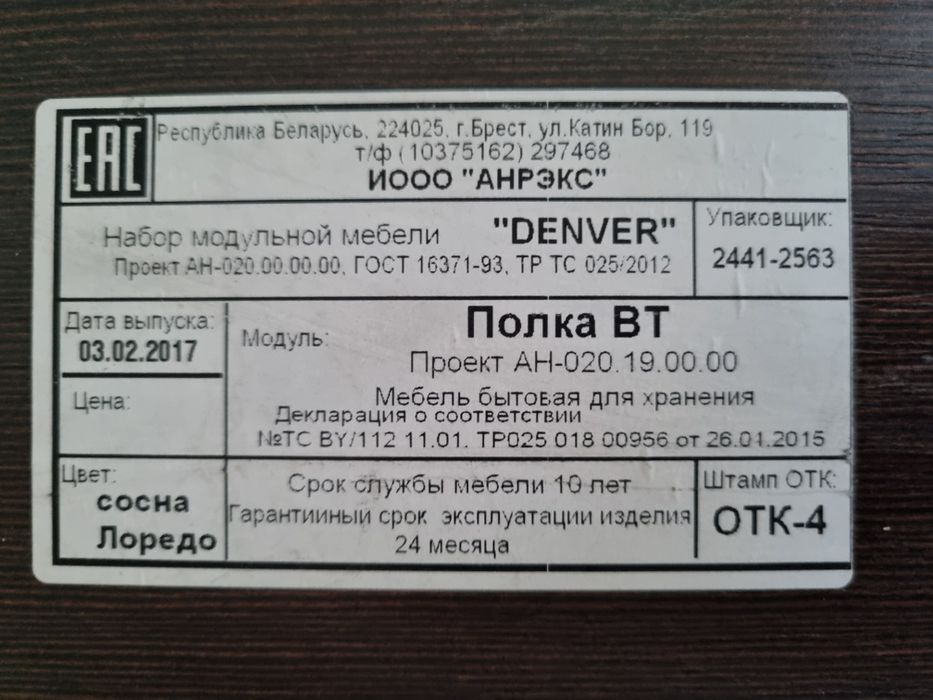 EAC
Республика Беларусь, 224025, г.Брест, ул.Катин Бор, 119
т/ф (10375162) 297468
ИООО "АНРЭКС"
Набор модульной мебели "DENVER"
Проект АН-020.00.00.00, ГОСТ 16371-93, ТР ТС 025/2012
Упаковщик:
2441-2563
Дата выпуска:
03.02.2017
Цена:
Модуль: Полка ВТ
Проект АН-020.19.00.00
Мебель бытовая для хранения
Декларация о соответствии
№ТС BY/112 11.01. ТР025 018 00956 от 26.01.2015
Цвет:
сосна
Лоредо
Срок службы мебели 10 лет
Гарантииный срок эксплуатации изделия
24 месяца
Штамп ОТК:
ОТК-4